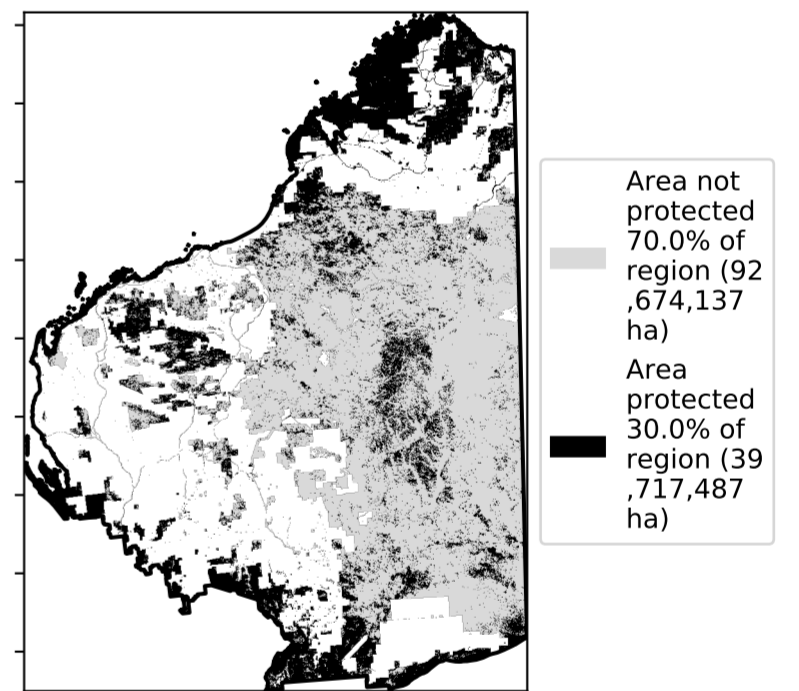 Area not
protected
70.0% of
region (92
,674,137
ha)
Area
protected
30.0% of
region (39
,717,487
ha)